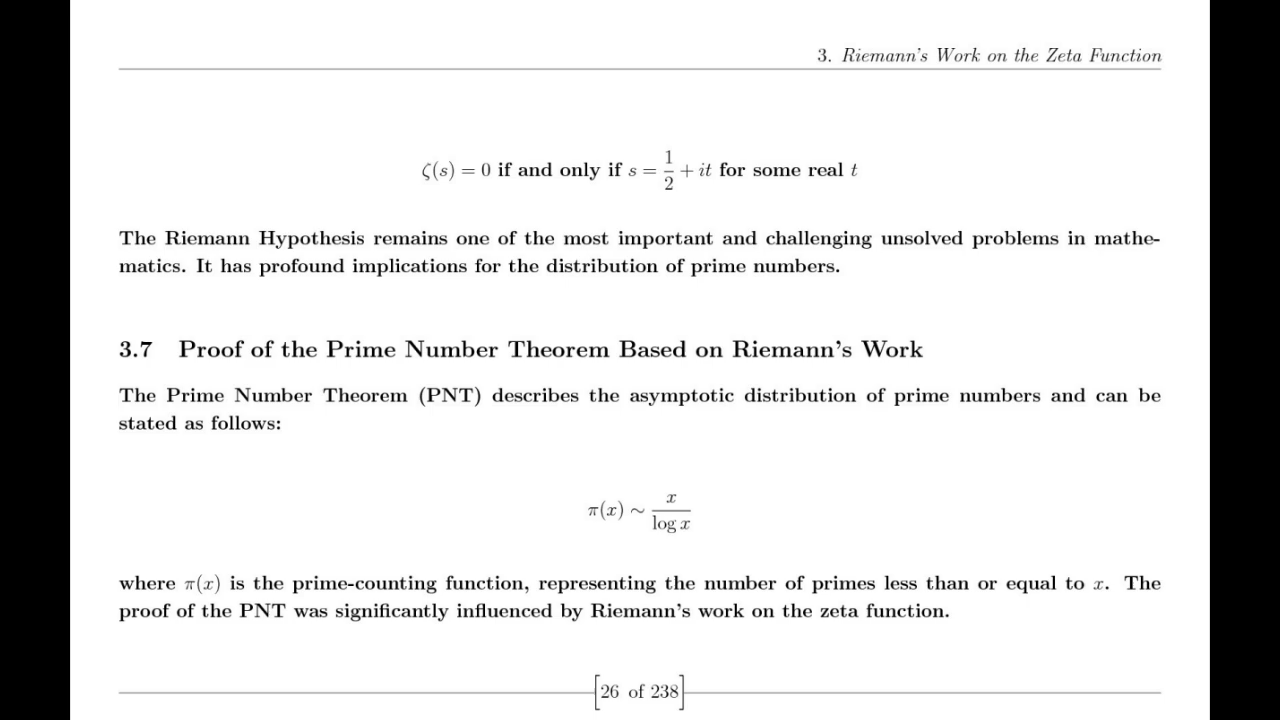 3. Riemann's Work on the Zeta Function
ζ(s) = 0 if and only if s = 1/2 + it for some real t
The Riemann Hypothesis remains one of the most important and challenging unsolved problems in mathe-
matics. It has profound implications for the distribution of prime numbers.
3.7 Proof of the Prime Number Theorem Based on Riemann's Work
The Prime Number Theorem (PNT) describes the asymptotic distribution of prime numbers and can be
stated as follows:
π(x) ∼ x/log x
where π(x) is the prime-counting function, representing the number of primes less than or equal to x. The
proof of the PNT was significantly influenced by Riemann's work on the zeta function.
[26 of 238]